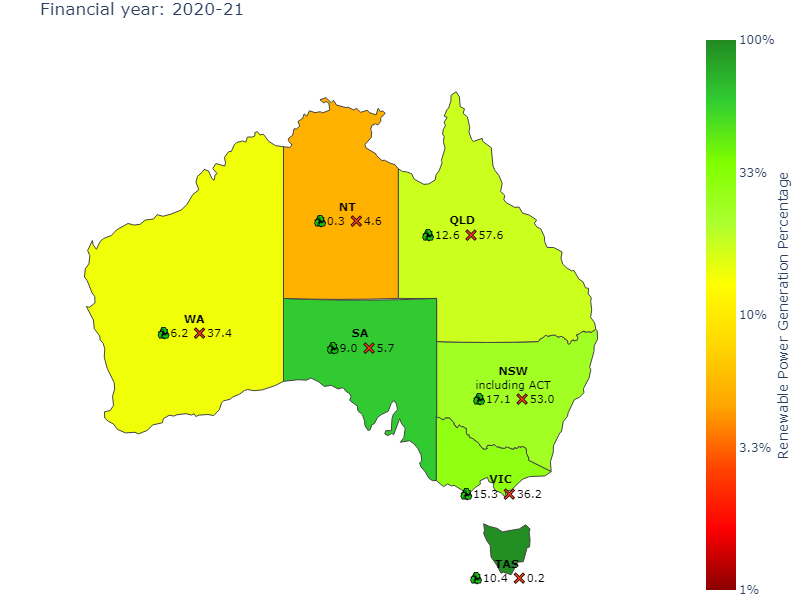 Financial year: 2020-21
100%
33%
10%
3.3%
1%
Renewable Power Generation Percentage
NT
0.3 4.6
QLD
12.6 57.6
WA
6.2 37.4
SA
9.0 5.7
NSW
including ACT
17.1 53.0
VIC
15.3 36.2
TAS
10.4 0.2